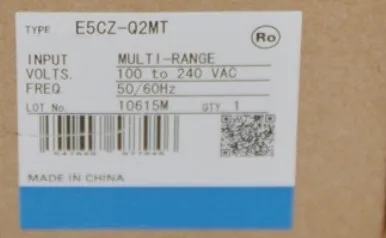 TYPE E5CZ-Q2MT Ro
INPUT MULTI-RANGE
VOLTS. 100 to 240 VAC
FREQ. 50/60Hz
LOT No. 10615M QTY 1
MADE IN CHINA